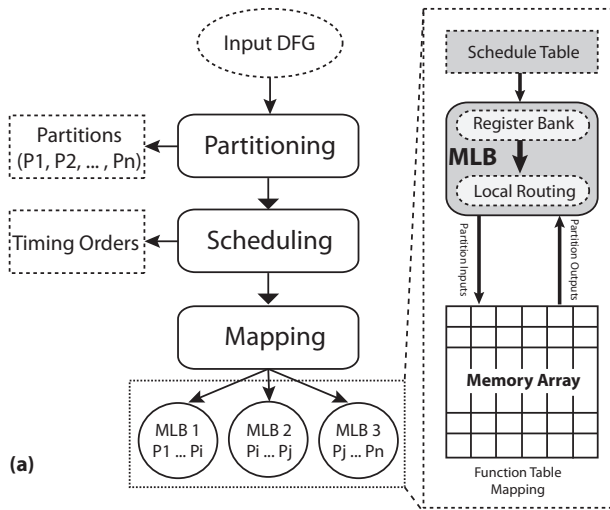 Input DFG
Partitioning
Partitions
(P1, P2, ... , Pn)
Scheduling
Timing Orders
Mapping
MLB 1
P1 ... Pi
MLB 2
Pi ... Pj
MLB 3
Pj ... Pn
(a)
Schedule Table
Register Bank
MLB
Local Routing
Partition Inputs
Partition Outputs
Memory Array
Function Table
Mapping